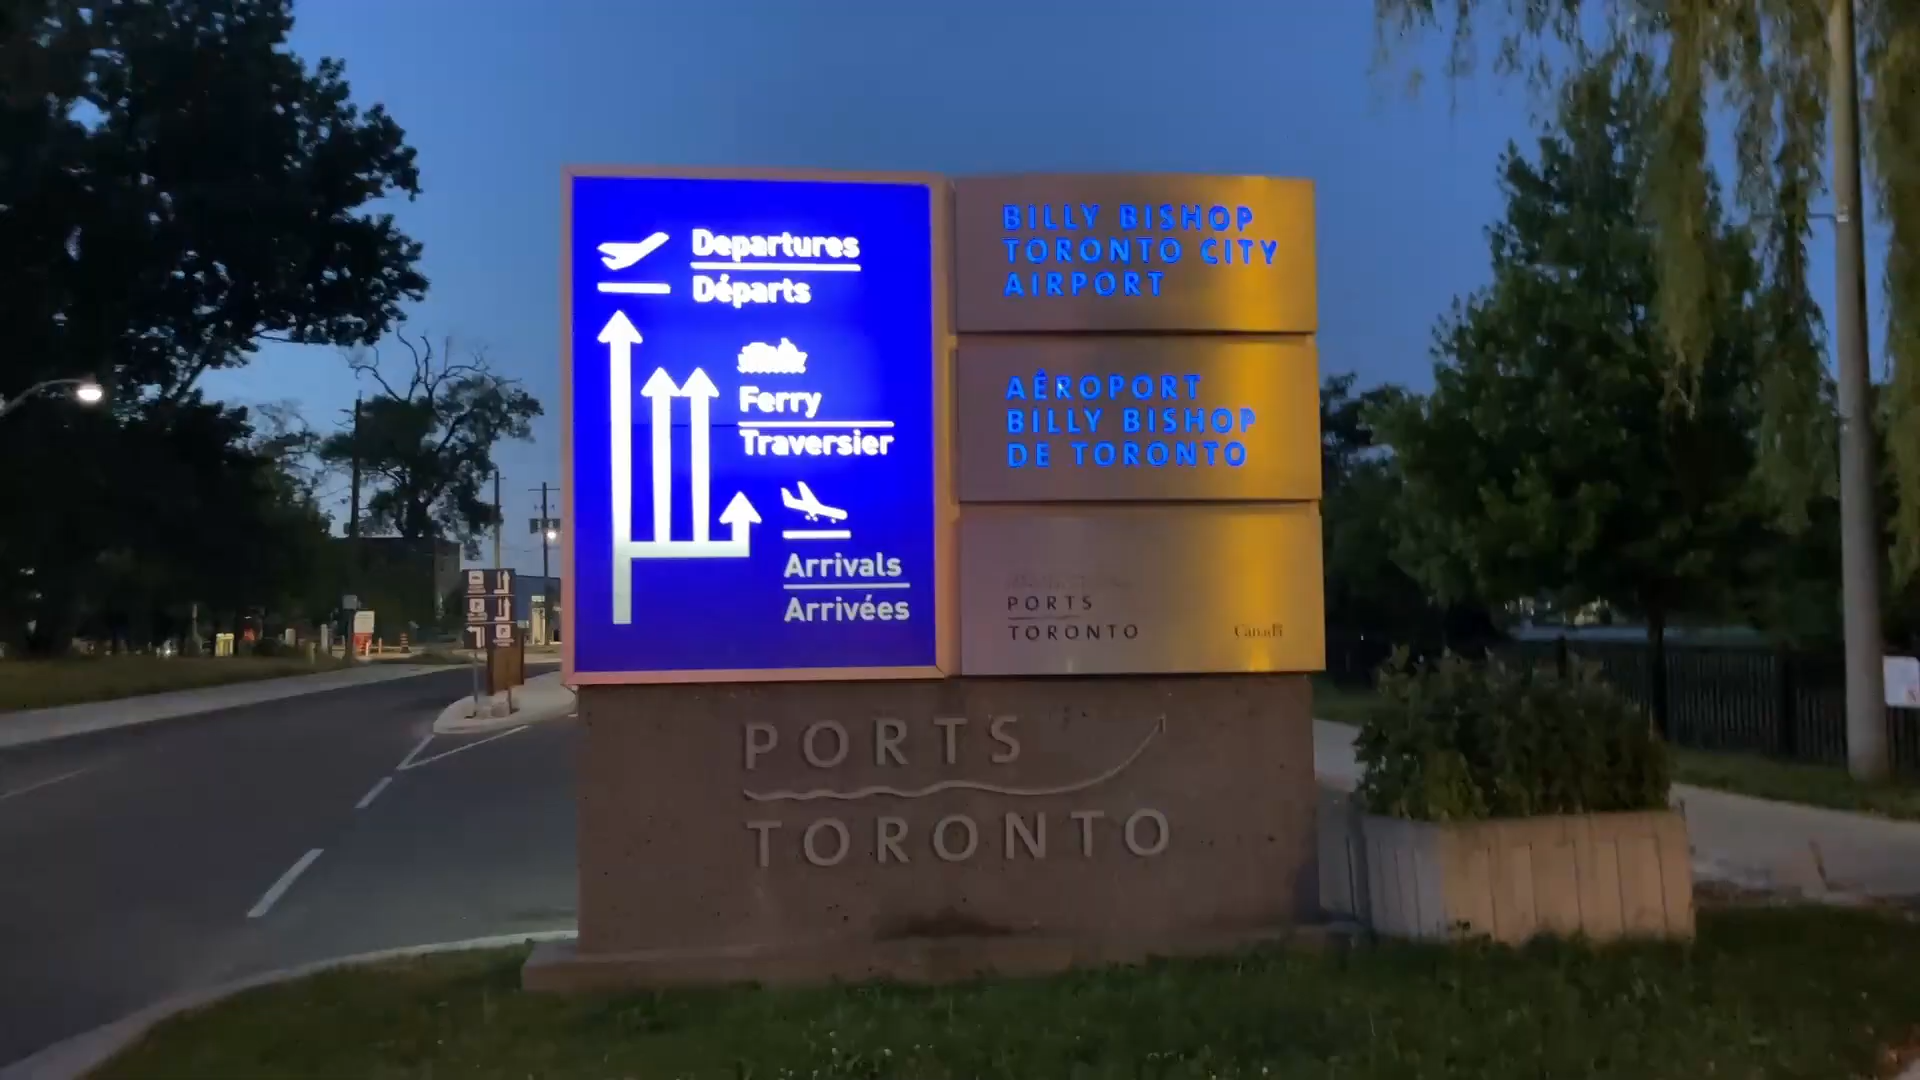 Departures
Départs
Ferry
Traversier
Arrivals
Arrivées
BILLY BISHOP
TORONTO CITY
AIRPORT
AÉROPORT
BILLY BISHOP
DE TORONTO
PORTS
TORONTO
Canada
PORTS
TORONTO